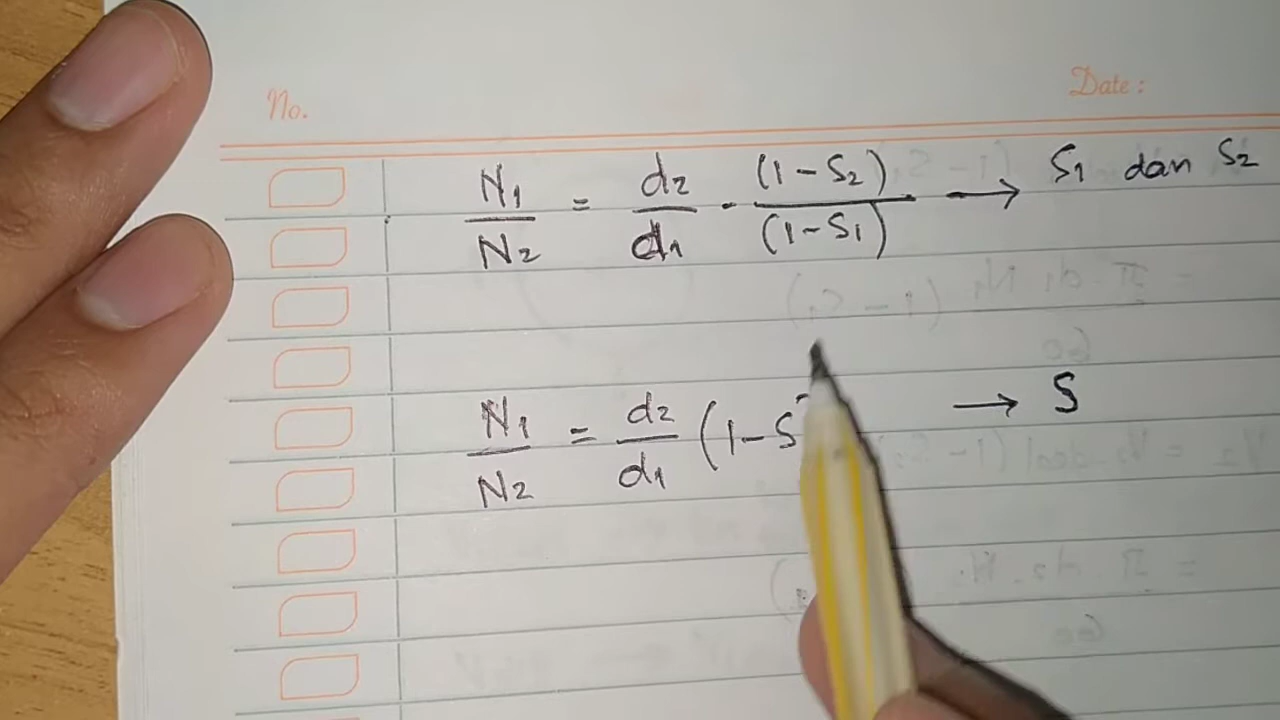 No. Date :
N1/N2 = d2/d1 · (1-S2)/(1-S1) → S1 dan S2
N1/N2 = d2/d1 (1-S → S